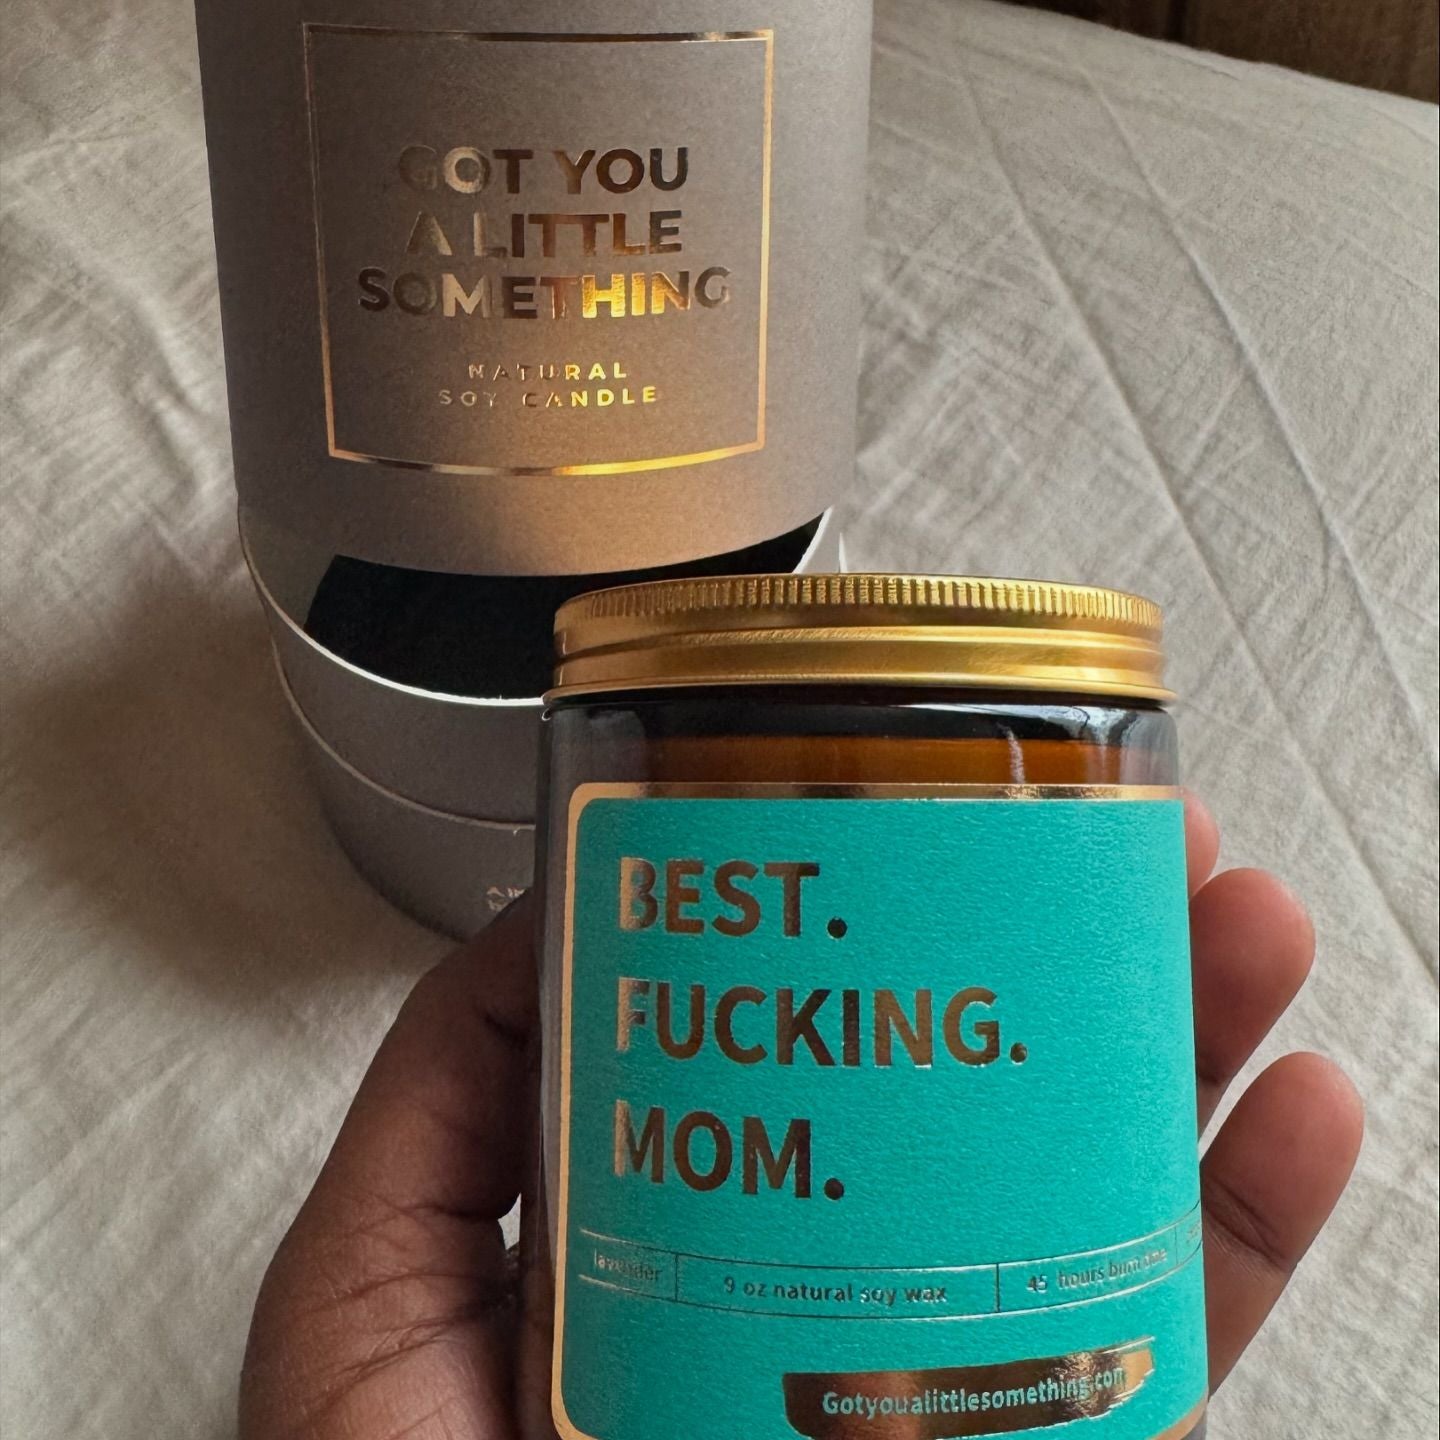 GOT YOU
A LITTLE
SOMETHING
NATURAL
SOY CANDLE
BEST.
FUCKING.
MOM.
lavender
9 oz natural soy wax
45 hours burn time
Gotyoualittlesomething.com